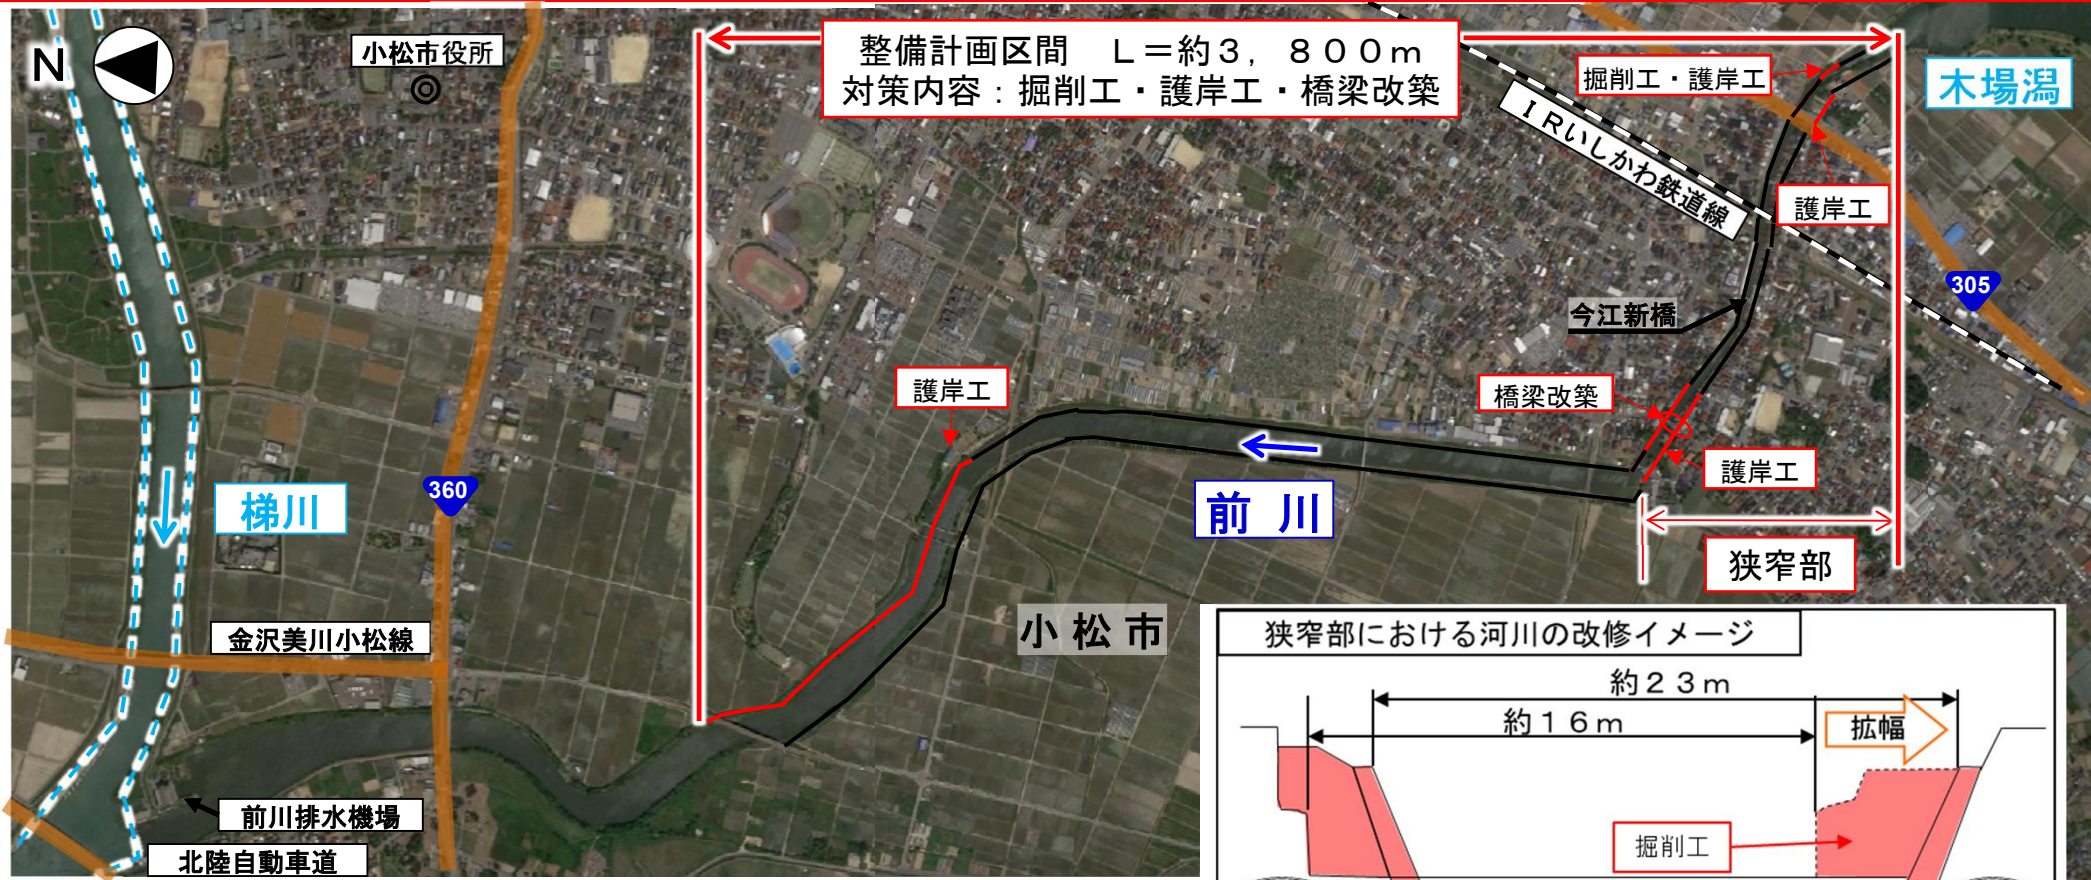 N
小松市役所
整備計画区間　Ｌ＝約３，８００ｍ
対策内容：掘削工・護岸工・橋梁改築
掘削工・護岸工
木場潟
ＩＲいしかわ鉄道線
護岸工
305
今江新橋
護岸工
橋梁改築
護岸工
360
梯川
前 川
狭窄部
小 松 市
金沢美川小松線
前川排水機場
北陸自動車道
狭窄部における河川の改修イメージ
約２３ｍ
約１６ｍ
拡幅
掘削工